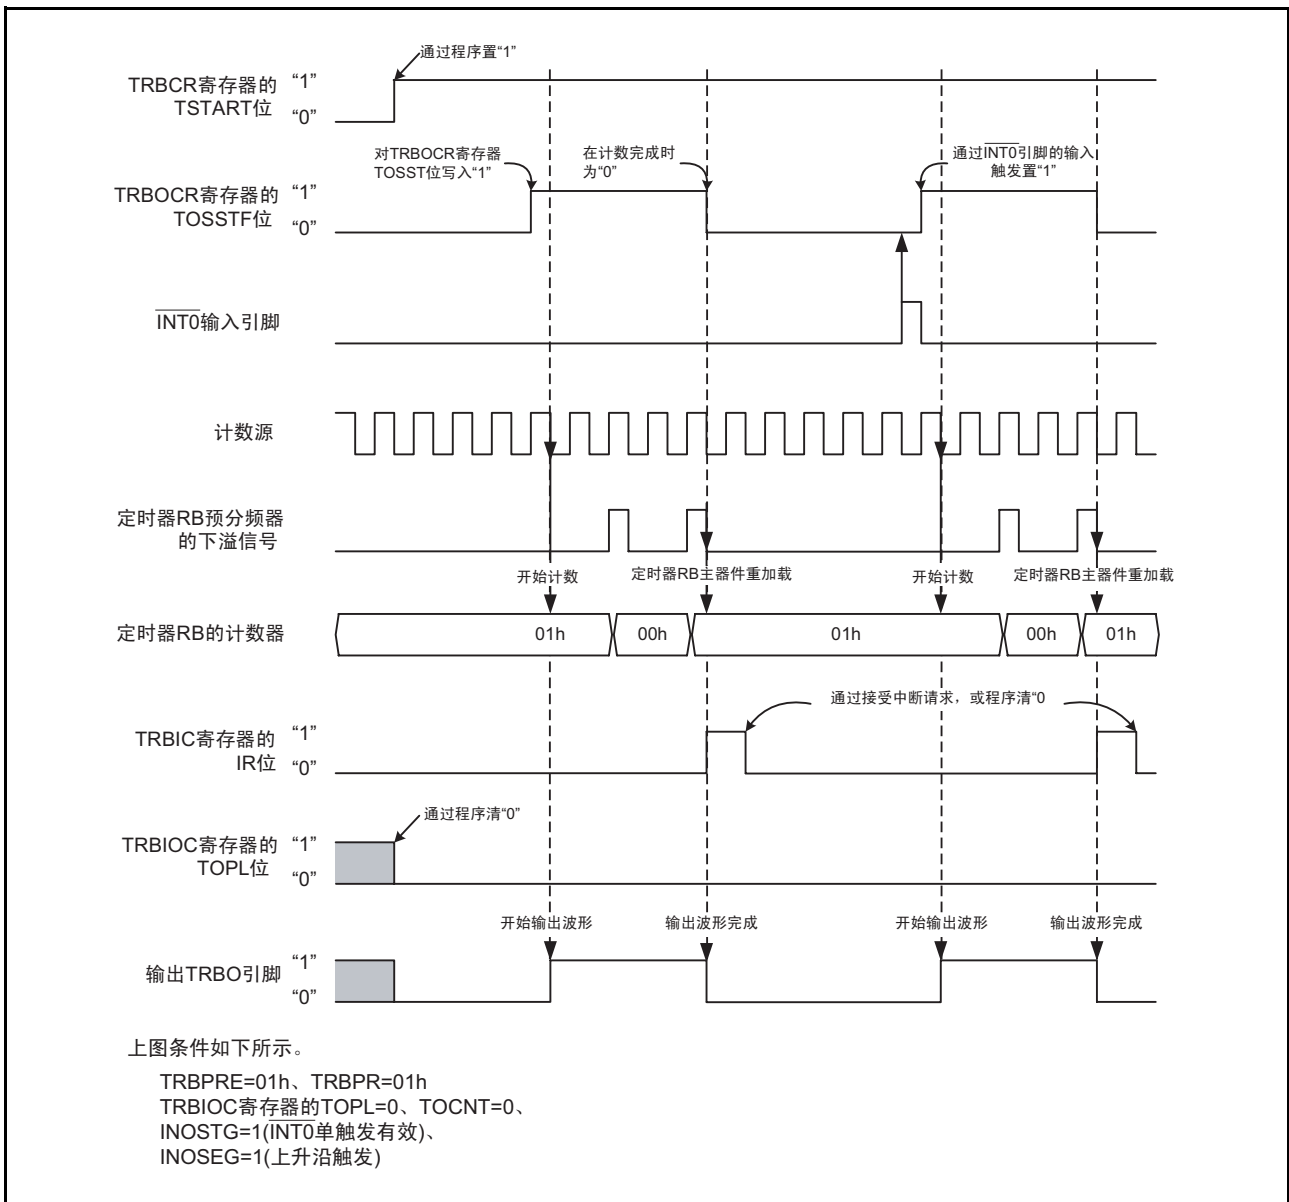 通过程序置“1”
TRBCR寄存器的
TSTART位
“1”
“0”
对TRBOCR寄存器
TOSST位写入“1”
在计数完成时
为“0”
通过INT0引脚的输入
触发置“1”
TRBOCR寄存器的
TOSSTF位
“1”
“0”
INT0输入引脚
计数源
定时器RB预分频器
的下溢信号
开始计数
定时器RB主器件重加载
开始计数
定时器RB主器件重加载
定时器RB的计数器
01h
00h
01h
00h
01h
通过接受中断请求，或程序清“0
TRBIC寄存器的
IR位
“1”
“0”
通过程序清“0”
TRBIOC寄存器的
TOPL位
“1”
“0”
开始输出波形
输出波形完成
开始输出波形
输出波形完成
输出TRBO引脚
“1”
“0”
上图条件如下所示。
TRBPRE=01h、TRBPR=01h
TRBIOC寄存器的TOPL=0、TOCNT=0、
INOSTG=1(INT0单触发有效)、
INOSEG=1(上升沿触发)